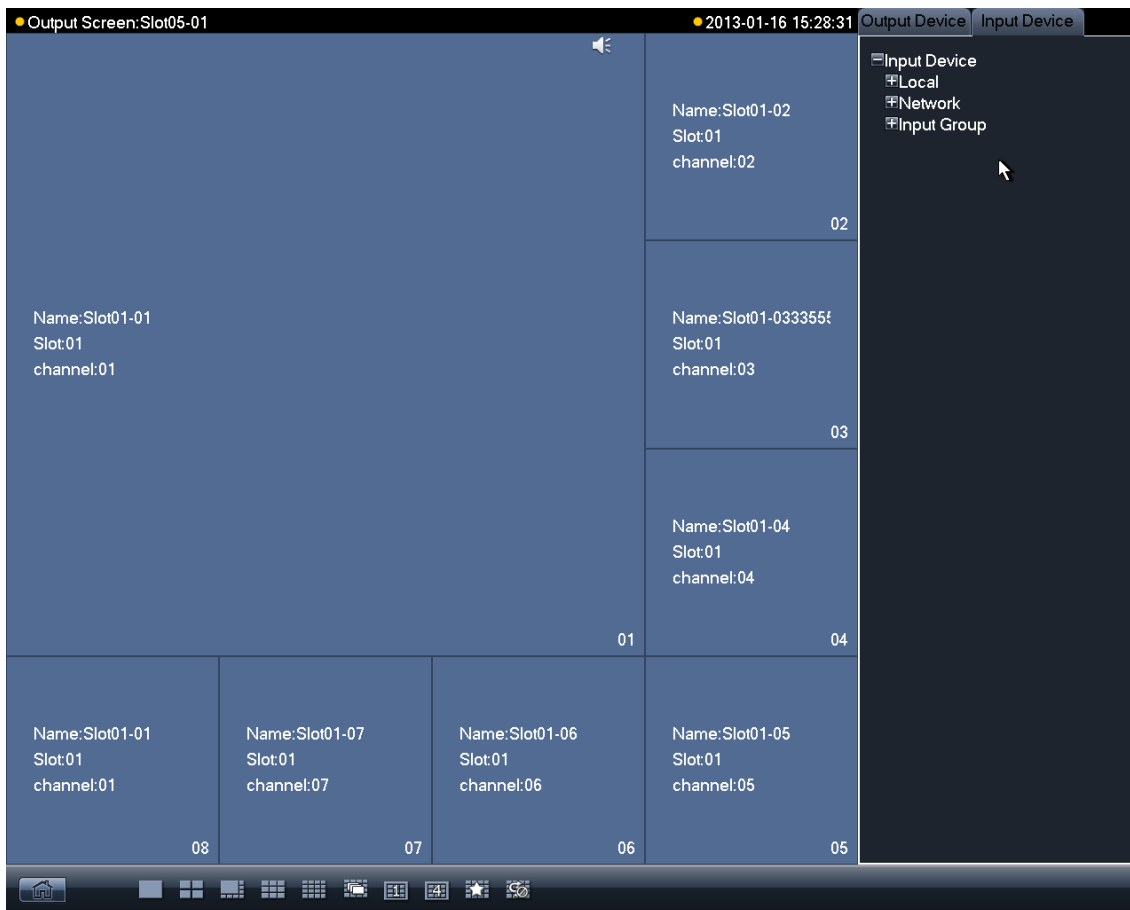 Output Screen:Slot05-01
2013-01-16 15:28:31
Output Device
Input Device
Input Device
Local
Network
Input Group
Name:Slot01-01
Slot:01
channel:01
01
Name:Slot01-02
Slot:01
channel:02
02
Name:Slot01-033355
Slot:01
channel:03
03
Name:Slot01-04
Slot:01
channel:04
04
Name:Slot01-01
Slot:01
channel:01
08
Name:Slot01-07
Slot:01
channel:07
07
Name:Slot01-06
Slot:01
channel:06
06
Name:Slot01-05
Slot:01
channel:05
05
1
4